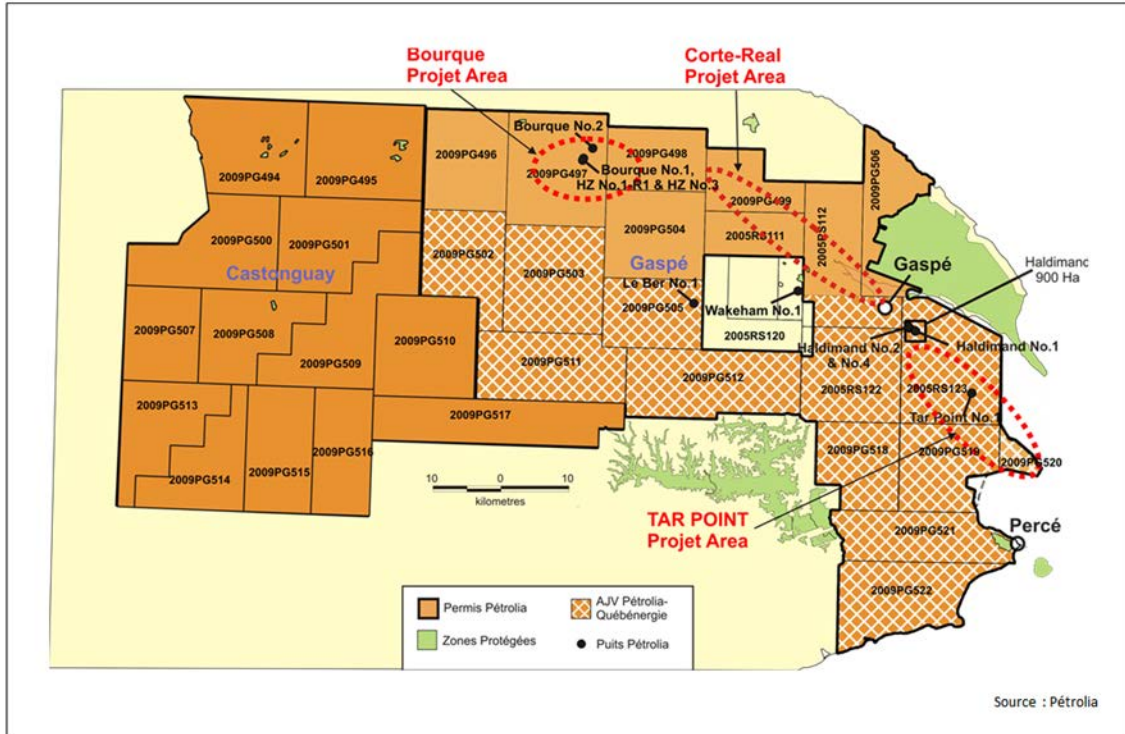 Bourque
Projet Area
Corte-Real
Projet Area
Bourque No.2
2009PG496
2009PG497
2009PG498
Bourque No.1,
HZ No.1-R1 & HZ No.3
2009PG494
2009PG495
2009PG499
2009PG506
2005RS112
2005RS111
2009PG500
2009PG501
2009PG502
2009PG503
2009PG504
Castonguay
Gaspé
Gaspé
Haldimand
900 Ha
Le Ber No.1
2009PG505
Wakeham No.1
2005RS120
2009PG507
2009PG508
2009PG509
2009PG510
2009PG511
2009PG512
Haldimand No.2
& No.4
Haldimand No.1
2005RS122
2005RS123
Tar Point No.1
2009PG513
2009PG514
2009PG515
2009PG516
2009PG517
2009PG518
2009PG519
2009PG520
10 0 10
kilometres
TAR POINT
Projet Area
2009PG521
Percé
2009PG522
Permis Pétrolia
AJV Pétrolia-
Québénergie
Zones Protégées
Puits Pétrolia
Source : Pétrolia